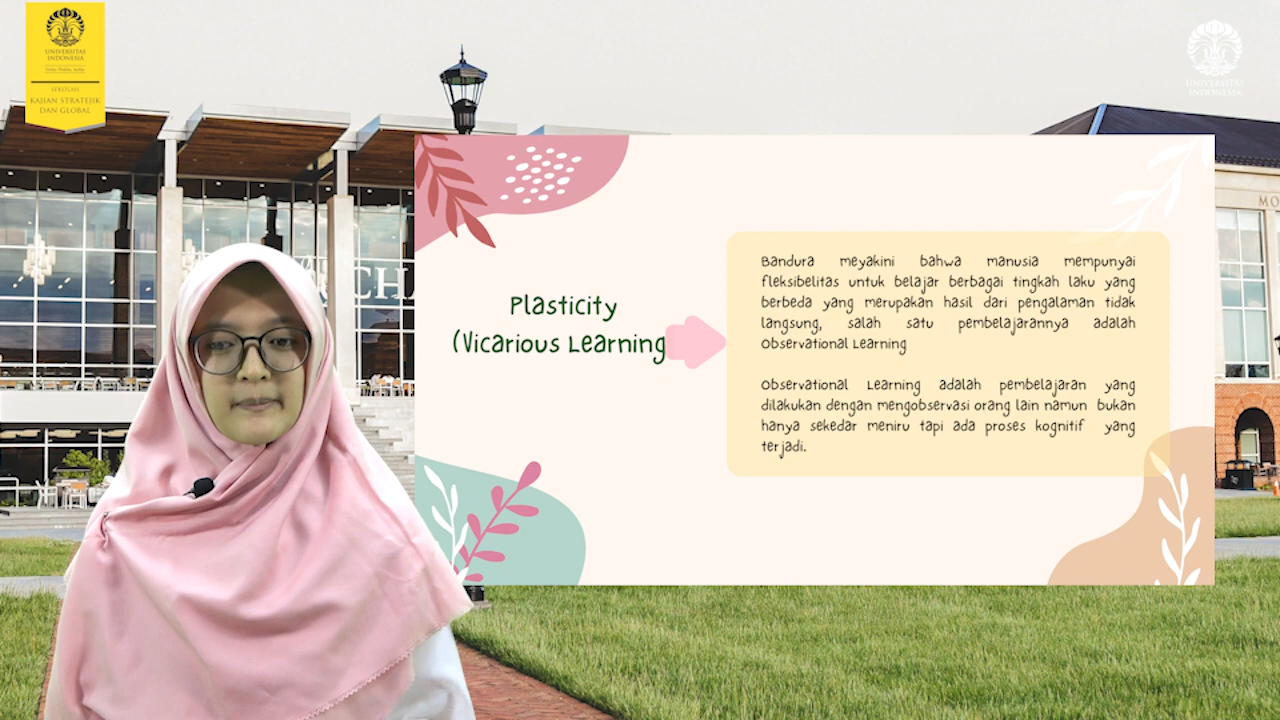 UNIVERSITAS
INDONESIA
SEKOLAH
KAJIAN STRATEJIK
DAN GLOBAL
UNIVERSITAS
INDONESIA
Plasticity
(Vicarious Learning
Bandura meyakini bahwa manusia mempunyai
fleksibelitas untuk belajar berbagai tingkah laku yang
berbeda yang merupakan hasil dari pengalaman tidak
langsung, salah satu pembelajarannya adalah
Observational Learning
Observational Learning adalah pembelajaran yang
dilakukan dengan mengobservasi orang lain namun bukan
hanya sekedar meniru tapi ada proses kognitif yang
terjadi.